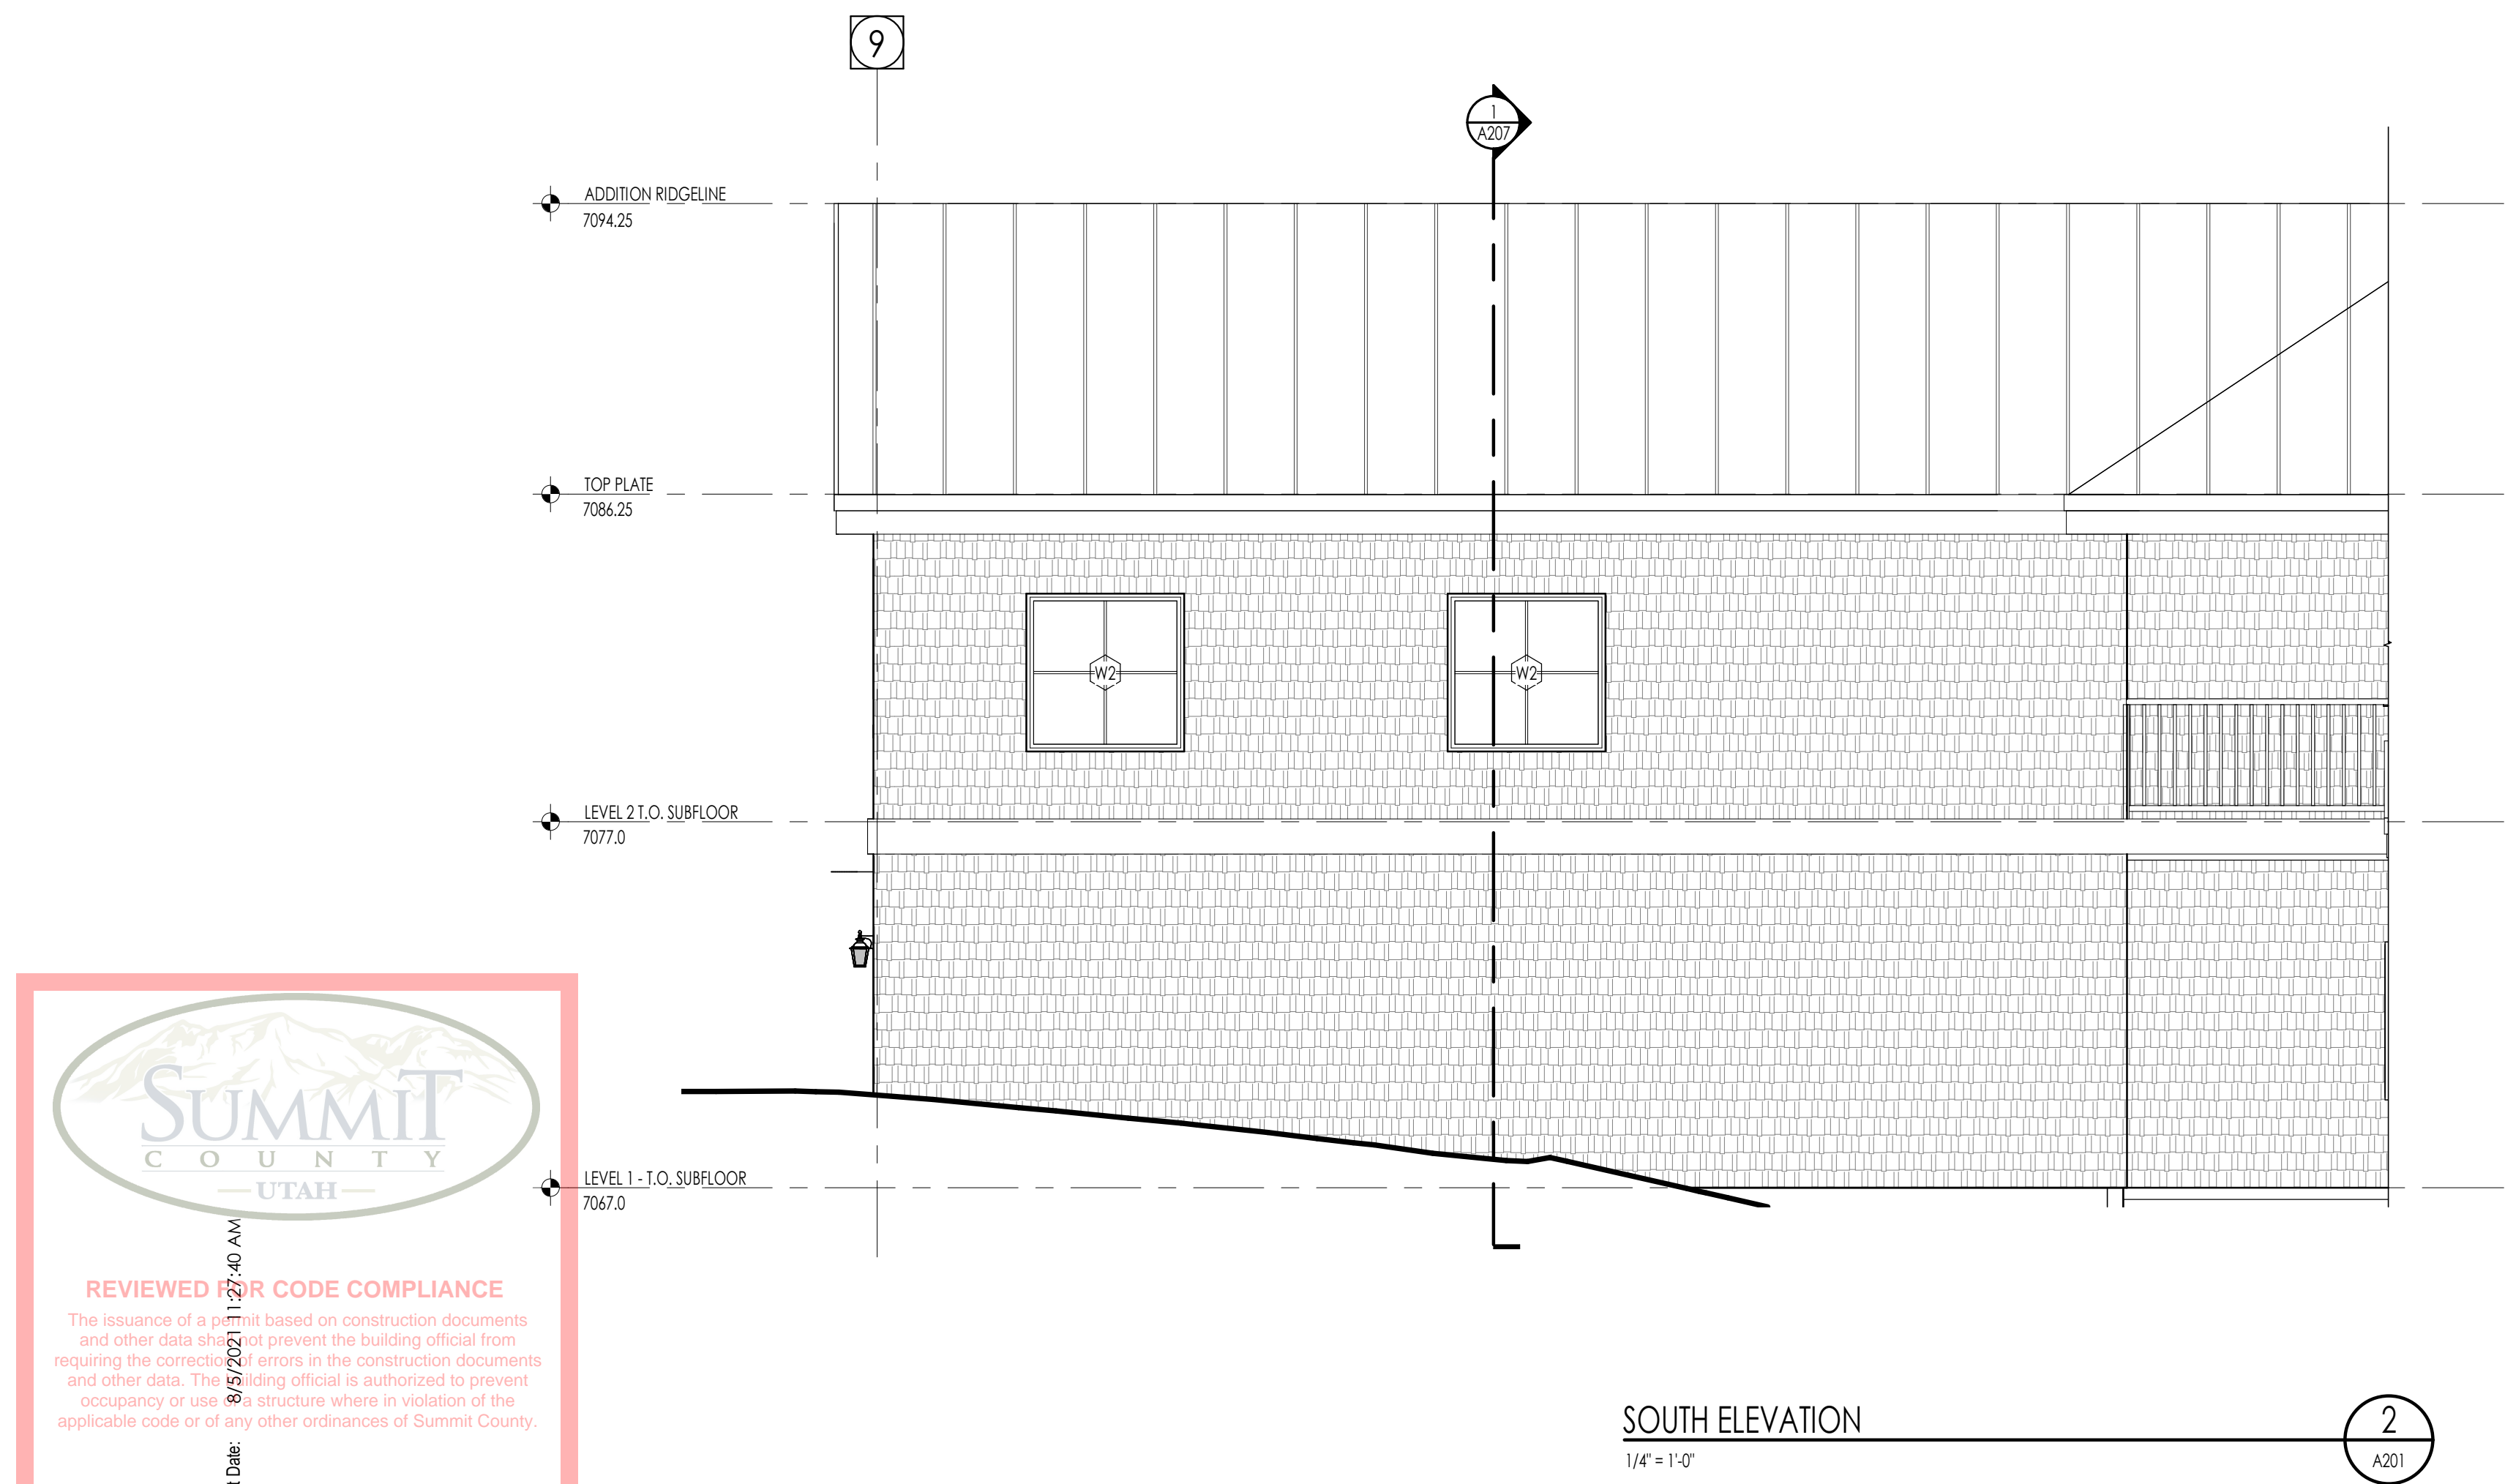 9
1
A207
ADDITION RIDGELINE
7094.25
TOP PLATE
7086.25
W2
W2
LEVEL 2 T.O. SUBFLOOR
7077.0
LEVEL 1 - T.O. SUBFLOOR
7067.0
SUMMIT
COUNTY
UTAH
REVIEWED FOR CODE COMPLIANCE
The issuance of a permit based on construction documents
and other data shall not prevent the building official from
requiring the correction of errors in the construction documents
and other data. The building official is authorized to prevent
occupancy or use of a structure where in violation of the
applicable code or of any other ordinances of Summit County.
Date: 8/5/2021 11:27:40 AM
SOUTH ELEVATION
1/4" = 1'-0"
2
A201